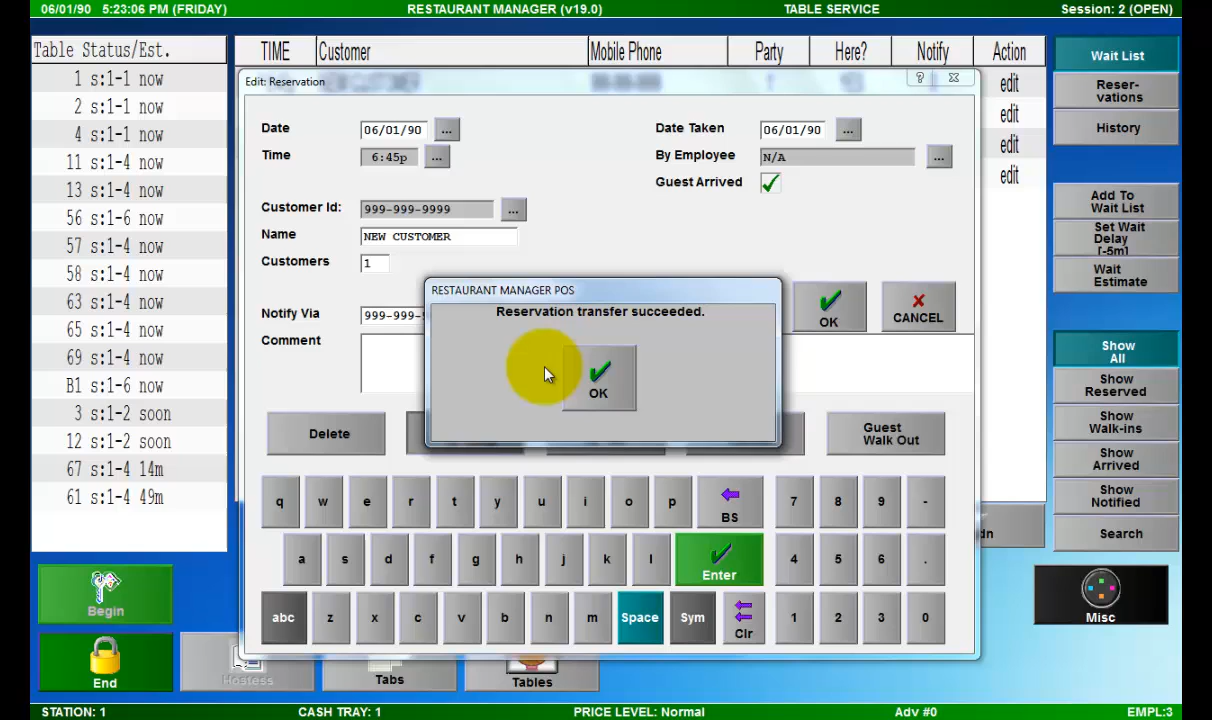 06/01/90 5:23:06 PM (FRIDAY) RESTAURANT MANAGER (v19.0) TABLE SERVICE Session: 2 (OPEN)
Table Status/Est. TIME Customer Mobile Phone Party Here? Notify Action
1 s:1-1 now
2 s:1-1 now
4 s:1-1 now
11 s:1-4 now
13 s:1-4 now
56 s:1-6 now
57 s:1-4 now
58 s:1-4 now
63 s:1-4 now
65 s:1-4 now
69 s:1-4 now
B1 s:1-6 now
3 s:1-2 soon
12 s:1-2 soon
67 s:1-4 14m
61 s:1-4 49m
edit
edit
edit
edit
Edit: Reservation ?
Date 06/01/90 ... Date Taken 06/01/90 ...
Time 6:45p ... By Employee N/A ...
Guest Arrived
Customer Id: 999-999-9999 ...
Name NEW CUSTOMER
Customers 1
Notify Via 999-999-
Comment
OK CANCEL
RESTAURANT MANAGER POS
Reservation transfer succeeded.
OK
Delete Guest Walk Out
q w e r t y u i o p BS 7 8 9 -
a s d f g h j k l Enter 4 5 6 .
abc z x c v b n m Space Sym Clr 1 2 3 0
Wait List
Reser-
vations
History
Add To
Wait List
Set Wait
Delay
[-5m]
Wait
Estimate
Show
All
Show
Reserved
Show
Walk-ins
Show
Arrived
Show
Notified
Search
dn
Misc
Begin
End Hostess Tabs Tables
STATION: 1 CASH TRAY: 1 PRICE LEVEL: Normal Adv #0 EMPL:3